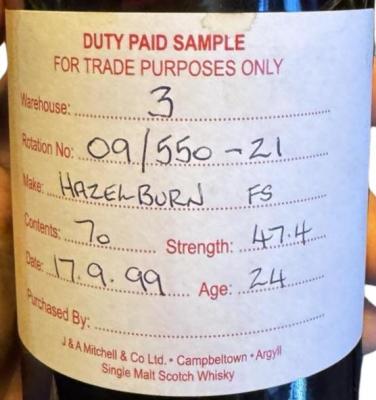 DUTY PAID SAMPLE
FOR TRADE PURPOSES ONLY
Warehouse: 3
Rotation No: 09/550-21
Make: HAZELBURN FS
Contents: 70 Strength: 47.4
Date: 17.9.99 Age: 24
Purchased By:
J & A Mitchell & Co Ltd. • Campbeltown • Argyll
Single Malt Scotch Whisky